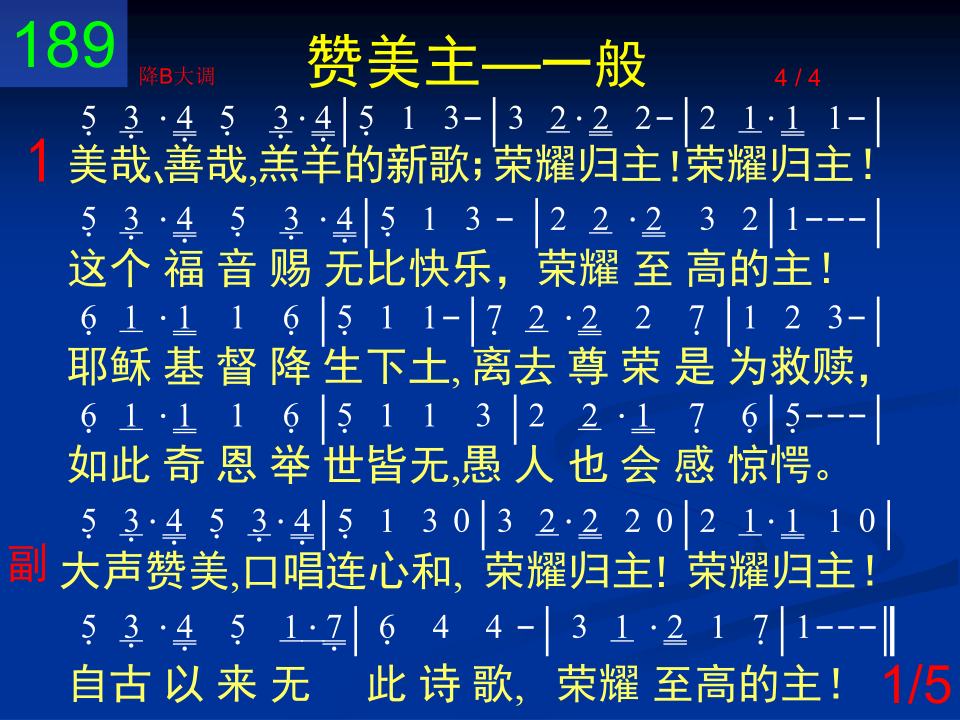 189
降B大调
赞美主—一般
4 / 4
5 3 · 4 5 3 · 4|5 1 3-|3 2 · 2 2-|2 1 · 1 1-|
1 美哉、善哉,羔羊的新歌；荣耀归主！荣耀归主！
5 3 · 4 5 3 · 4|5 1 3 -|2 2 · 2 3 2|1---|
这个 福 音 赐 无比快乐，荣耀 至 高的主！
6 1 · 1 1 6|5 1 1-|7 2 · 2 2 7|1 2 3-|
耶稣 基 督 降 生下土, 离去 尊 荣 是 为救赎，
6 1 · 1 1 6|5 1 1 3|2 2 · 1 7 6|5---|
如此 奇 恩 举 世皆无,愚 人 也 会 感 惊愕。
5 3 · 4 5 3 · 4|5 1 3 0|3 2 · 2 2 0|2 1 · 1 1 0|
副 大声赞美,口唱连心和, 荣耀归主! 荣耀归主！
5 3 · 4 5 1 · 7|6 4 4 -|3 1 · 2 1 7|1---‖
自古 以 来 无 此 诗 歌, 荣耀 至高的主！
1/5